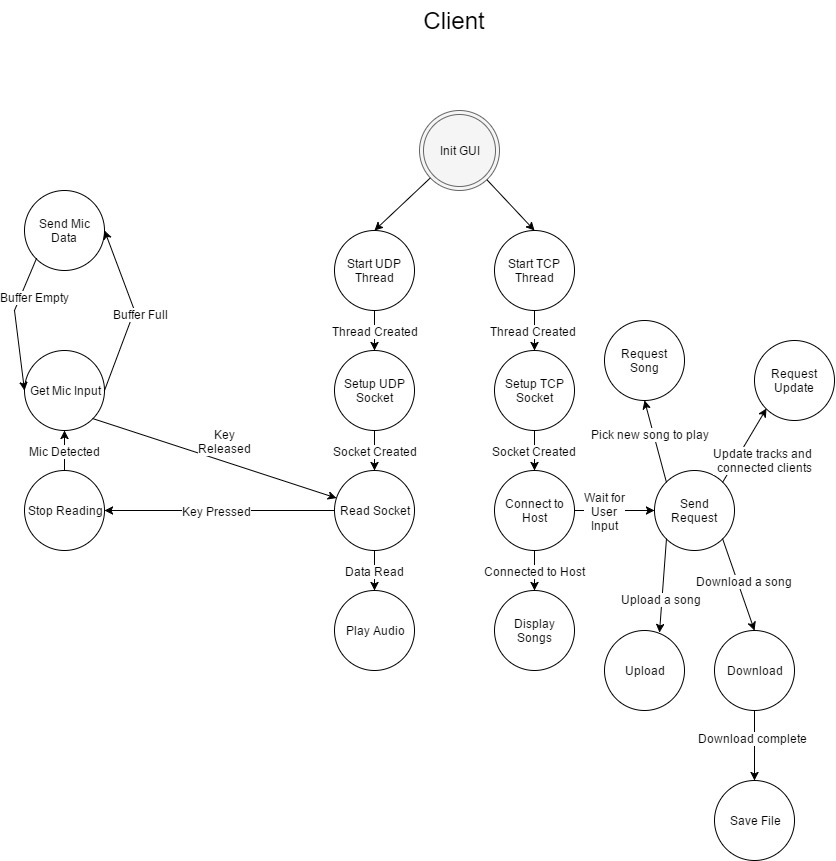 Client
Init GUI
Send Mic
Data
Start UDP
Thread
Start TCP
Thread
Buffer Empty
Buffer Full
Thread Created
Thread Created
Request
Song
Request
Update
Get Mic Input
Setup UDP
Socket
Setup TCP
Socket
Key
Released
Pick new song to play
Mic Detected
Socket Created
Socket Created
Update tracks and
connected clients
Stop Reading
Key Pressed
Read Socket
Connect to
Host
Wait for
User
Input
Send
Request
Data Read
Connected to Host
Download a song
Upload a song
Play Audio
Display
Songs
Upload
Download
Download complete
Save File